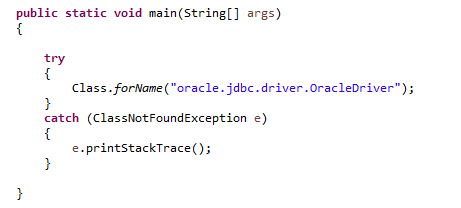 public static void main(String[] args)
{
try
{
Class.forName("oracle.jdbc.driver.OracleDriver");
}
catch (ClassNotFoundException e)
{
e.printStackTrace();
}
}